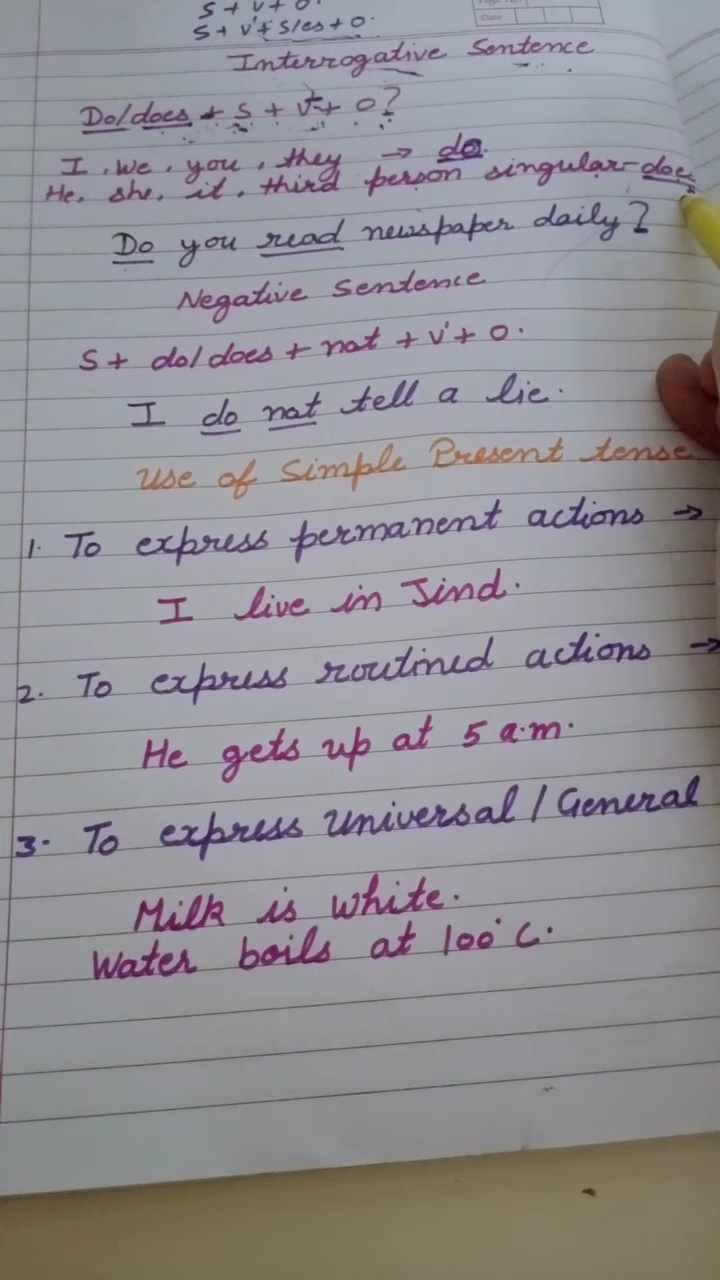 S + V + O.
S + V¹ + s/es + O.
Date
Interrogative Sentence
Do/does + S + V¹ + O?
I, we, you, they → do
He, she, it, third person singular - does
Do you read newspaper daily?
Negative Sentence
S + do/does + not + V¹ + O.
I do not tell a lie.
Use of Simple Present tense
1. To express permanent actions →
I live in Jind.
2. To express routined actions →
He gets up at 5 a.m.
3. To express Universal / General
Milk is white.
Water boils at 100°C.